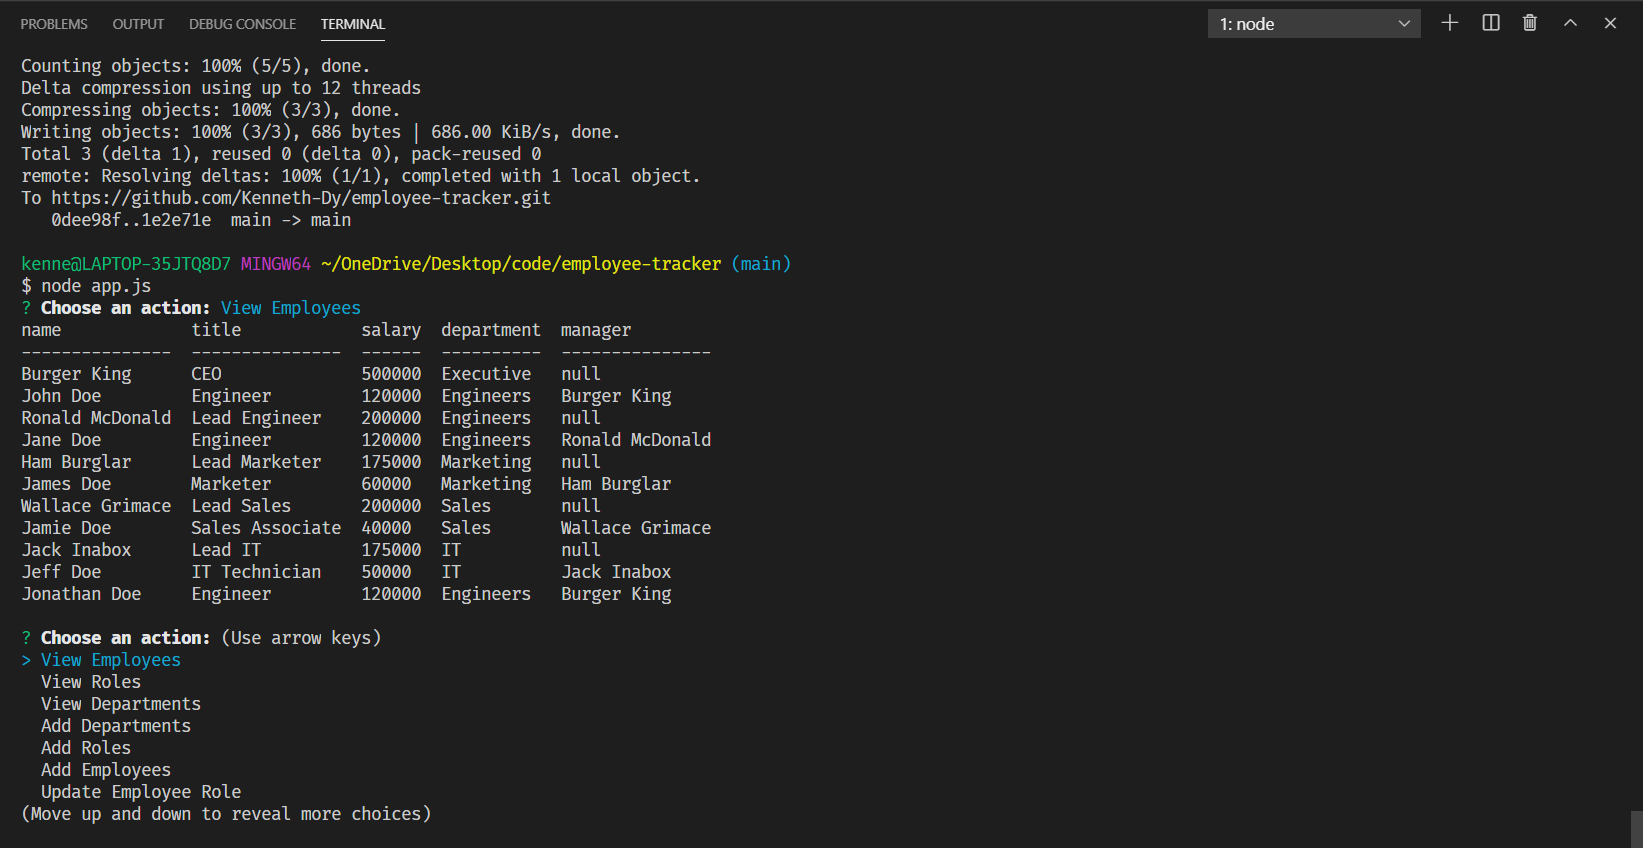 PROBLEMS OUTPUT DEBUG CONSOLE TERMINAL 1: node
Counting objects: 100% (5/5), done.
Delta compression using up to 12 threads
Compressing objects: 100% (3/3), done.
Writing objects: 100% (3/3), 686 bytes | 686.00 KiB/s, done.
Total 3 (delta 1), reused 0 (delta 0), pack-reused 0
remote: Resolving deltas: 100% (1/1), completed with 1 local object.
To https://github.com/Kenneth-Dy/employee-tracker.git
   0dee98f..1e2e71e  main -> main
kenne@LAPTOP-35JTQ8D7 MINGW64 ~/OneDrive/Desktop/code/employee-tracker (main)
$ node app.js
? Choose an action: View Employees
name             title            salary  department  manager
---------------  ---------------  ------  ----------  ---------------
Burger King      CEO              500000  Executive   null
John Doe         Engineer         120000  Engineers   Burger King
Ronald McDonald  Lead Engineer    200000  Engineers   null
Jane Doe         Engineer         120000  Engineers   Ronald McDonald
Ham Burglar      Lead Marketer    175000  Marketing   null
James Doe        Marketer         60000   Marketing   Ham Burglar
Wallace Grimace  Lead Sales       200000  Sales       null
Jamie Doe        Sales Associate  40000   Sales       Wallace Grimace
Jack Inabox      Lead IT          175000  IT          null
Jeff Doe         IT Technician    50000   IT          Jack Inabox
Jonathan Doe     Engineer         120000  Engineers   Burger King
? Choose an action: (Use arrow keys)
> View Employees
  View Roles
  View Departments
  Add Departments
  Add Roles
  Add Employees
  Update Employee Role
(Move up and down to reveal more choices)